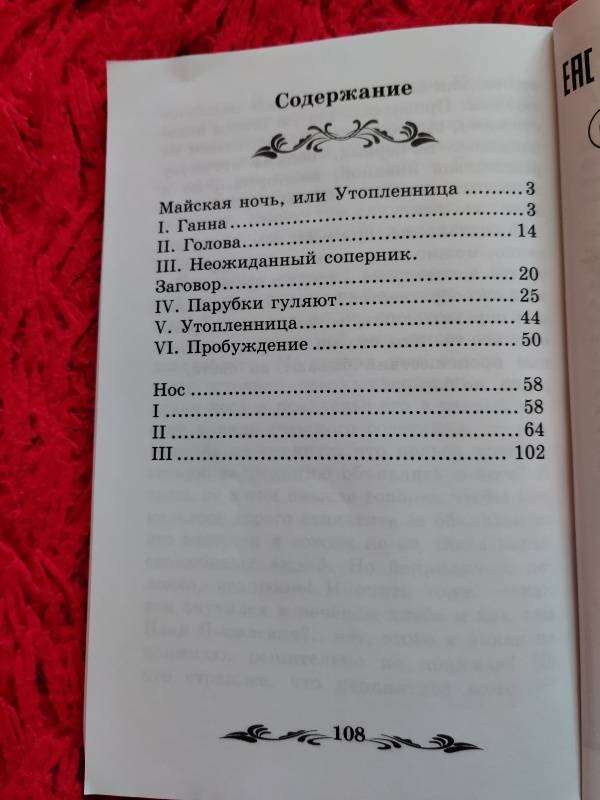 Содержание
Майская ночь, или Утопленница ......... 3
I. Ганна ........................................... 3
II. Голова ........................................ 14
III. Неожиданный соперник.
Заговор ........................................... 20
IV. Парубки гуляют ........................... 25
V. Утопленница ................................ 44
VI. Пробуждение ............................... 50
Нос ................................................. 58
I ..................................................... 58
II .................................................... 64
III ................................................... 102
108
ЕАС